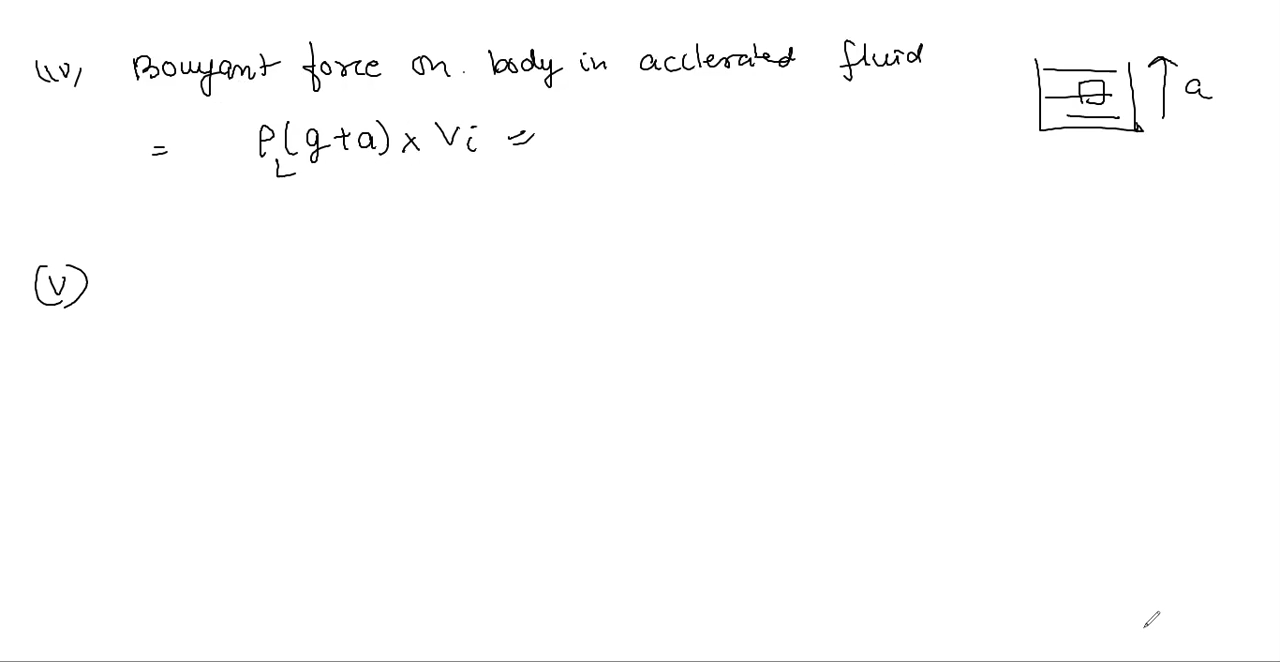 (iv) Bouyant force on. body in acclerated fluid
a
= ρL(g+a) x Vi =
(v)